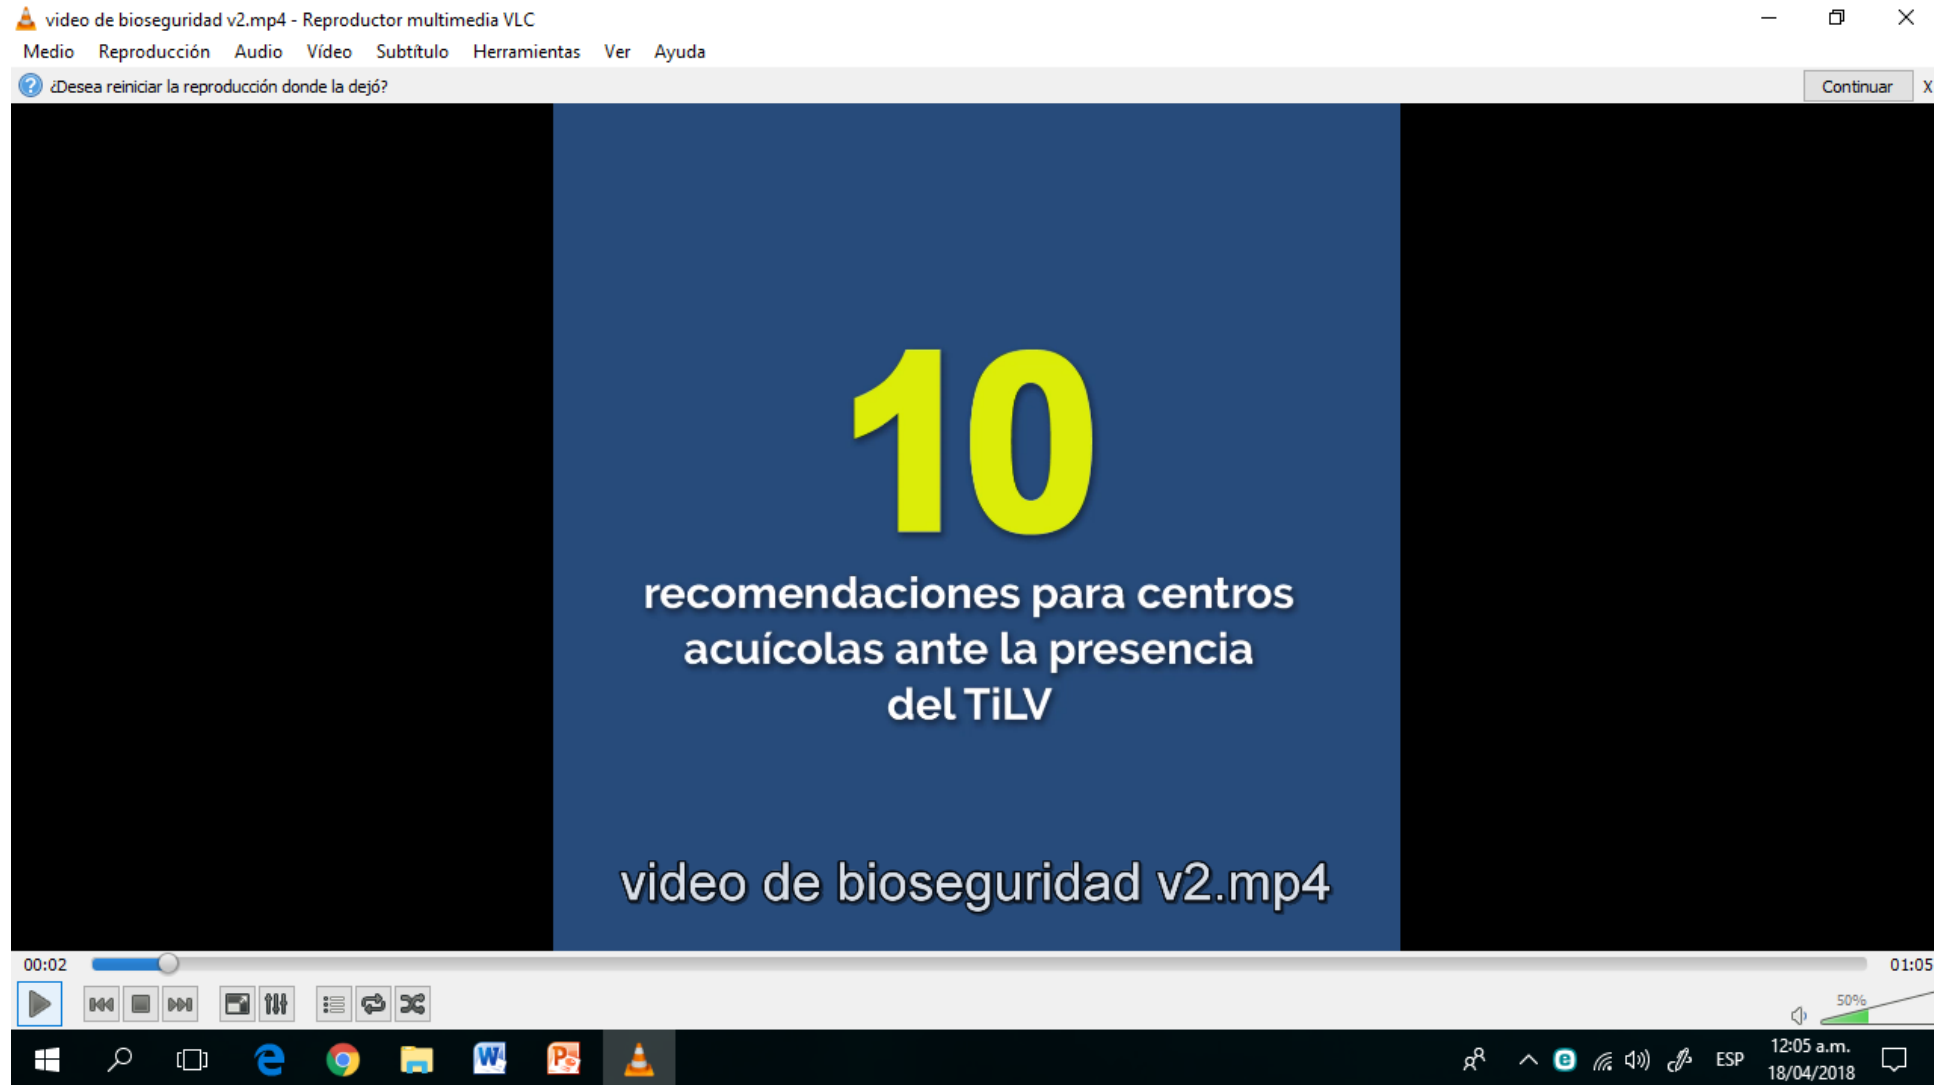 video de bioseguridad v2.mp4 - Reproductor multimedia VLC
Medio Reproducción Audio Vídeo Subtítulo Herramientas Ver Ayuda
¿Desea reiniciar la reproducción donde la dejó? Continuar X
10
recomendaciones para centros
acuícolas ante la presencia
del TiLV
video de bioseguridad v2.mp4
00:02 01:05
50%
ESP 12:05 a.m.
18/04/2018